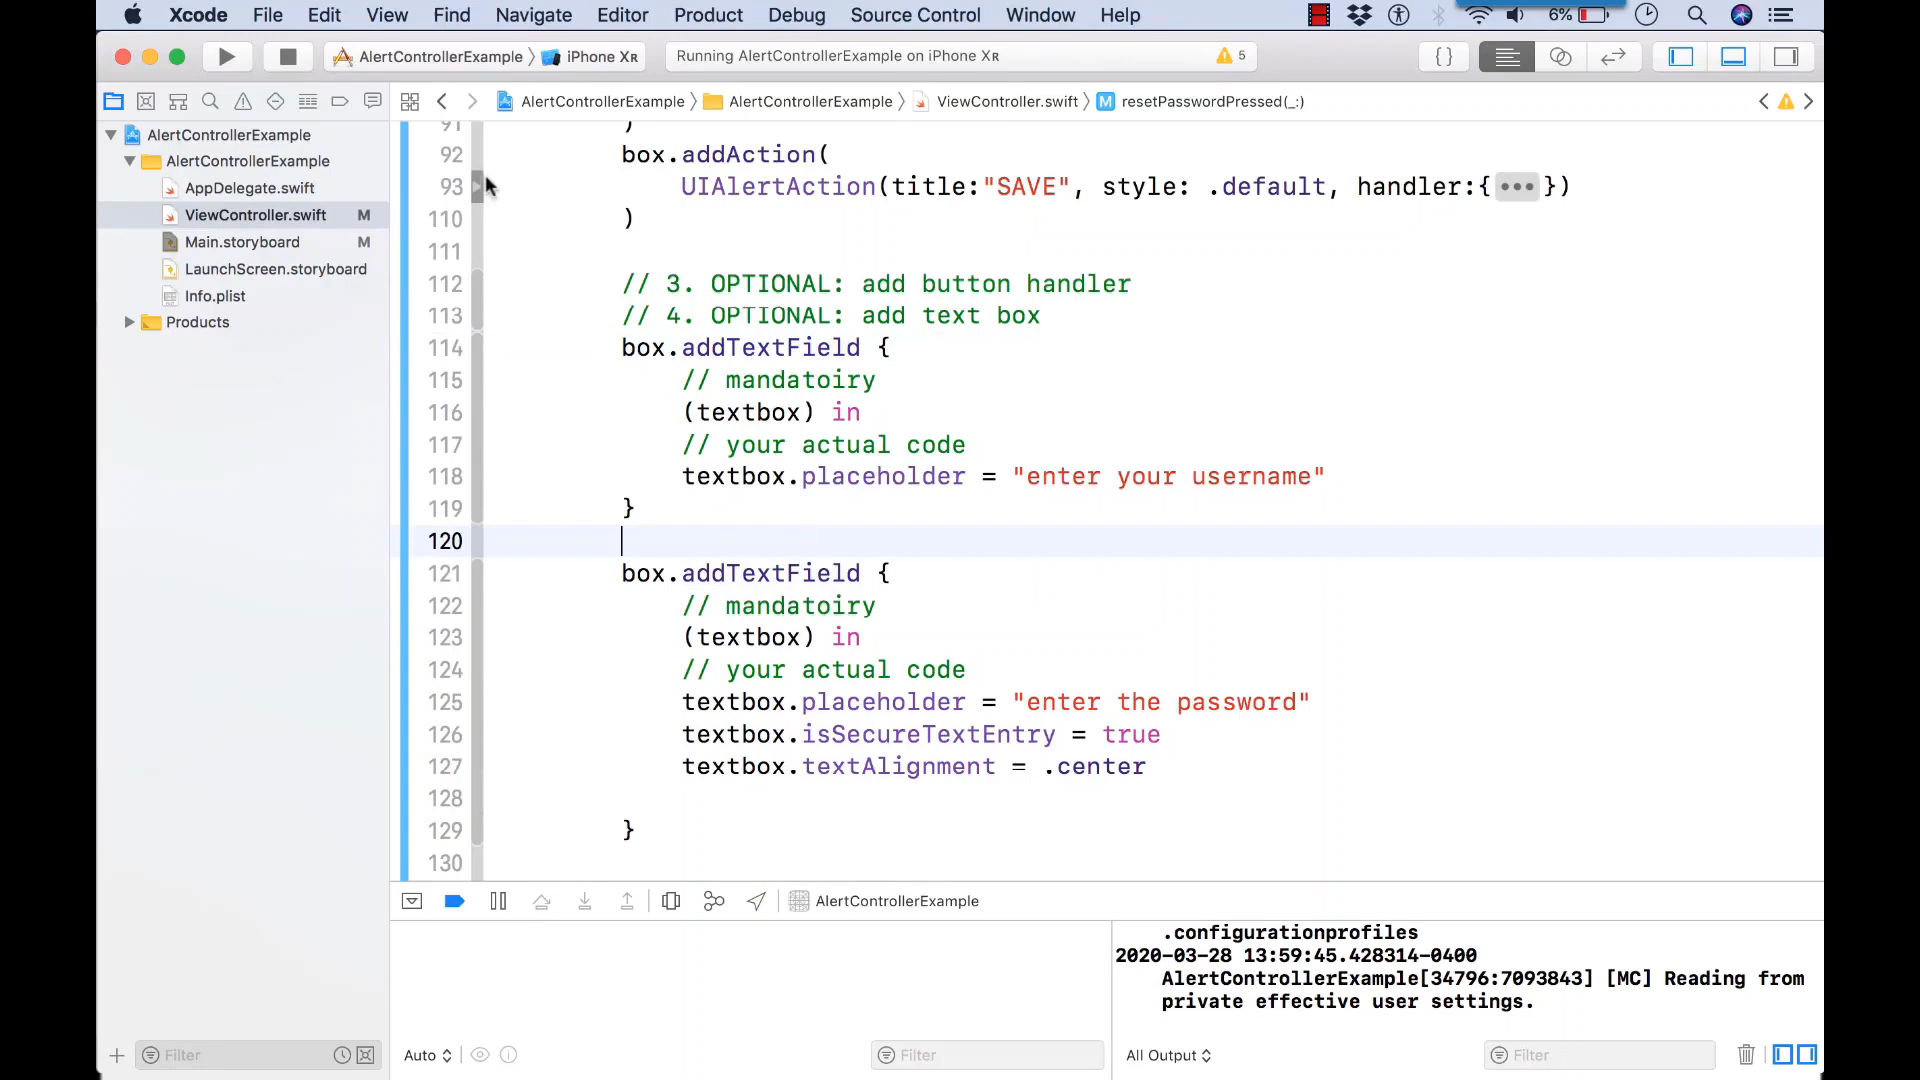 Xcode File Edit View Find Navigate Editor Product Debug Source Control Window Help 6%
AlertControllerExample iPhone XR Running AlertControllerExample on iPhone XR 5
AlertControllerExample AlertControllerExample ViewController.swift M resetPasswordPressed(_:)
AlertControllerExample
AlertControllerExample
AppDelegate.swift
ViewController.swift M
Main.storyboard M
LaunchScreen.storyboard
Info.plist
Products
91 )
92 box.addAction(
93 UIAlertAction(title:"SAVE", style: .default, handler:{•••})
110 )
111
112 // 3. OPTIONAL: add button handler
113 // 4. OPTIONAL: add text box
114 box.addTextField {
115 // mandatoiry
116 (textbox) in
117 // your actual code
118 textbox.placeholder = "enter your username"
119 }
120
121 box.addTextField {
122 // mandatoiry
123 (textbox) in
124 // your actual code
125 textbox.placeholder = "enter the password"
126 textbox.isSecureTextEntry = true
127 textbox.textAlignment = .center
128
129 }
130
AlertControllerExample
.configurationprofiles
2020-03-28 13:59:45.428314-0400
AlertControllerExample[34796:7093843] [MC] Reading from
private effective user settings.
Filter Auto Filter All Output Filter